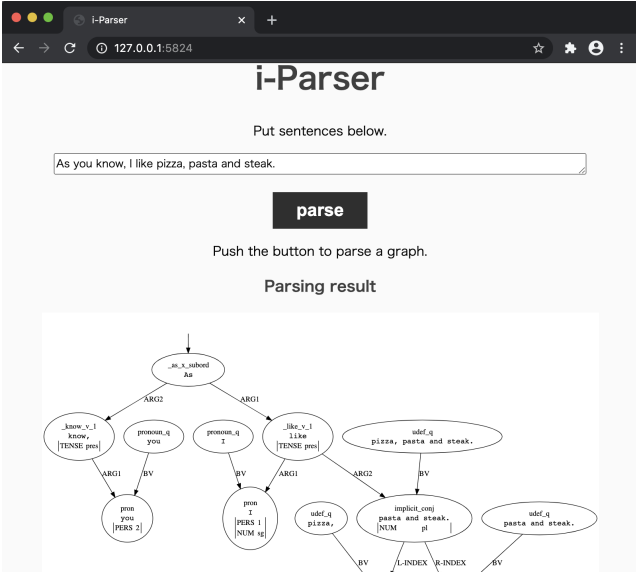 i-Parser
127.0.0.1:5824
i-Parser
Put sentences below.
As you know, I like pizza, pasta and steak.
parse
Push the button to parse a graph.
Parsing result
_as_x_subord
As
ARG2
ARG1
_know_v_1
know,
TENSE pres
pronoun_q
you
pronoun_q
I
_like_v_1
like
TENSE pres
udef_q
pizza, pasta and steak.
ARG1
BV
BV
ARG1
ARG2
BV
pron
you
PERS 2
pron
I
PERS 1
NUM sg
udef_q
pizza,
implicit_conj
pasta and steak.
NUM pl
udef_q
pasta and steak.
BV
L-INDEX
R-INDEX
BV